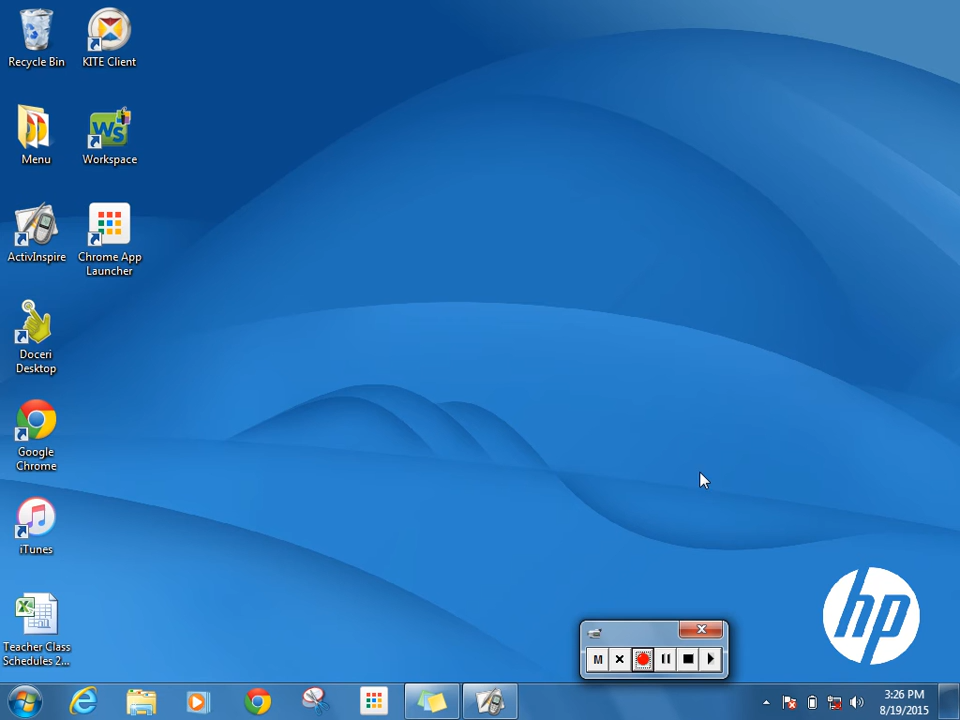 Recycle Bin
KITE Client
Menu
WS
Workspace
ActivInspire
Chrome App
Launcher
Doceri
Desktop
Google
Chrome
iTunes
Teacher Class
Schedules 2...
M
hp
3:26 PM
8/19/2015